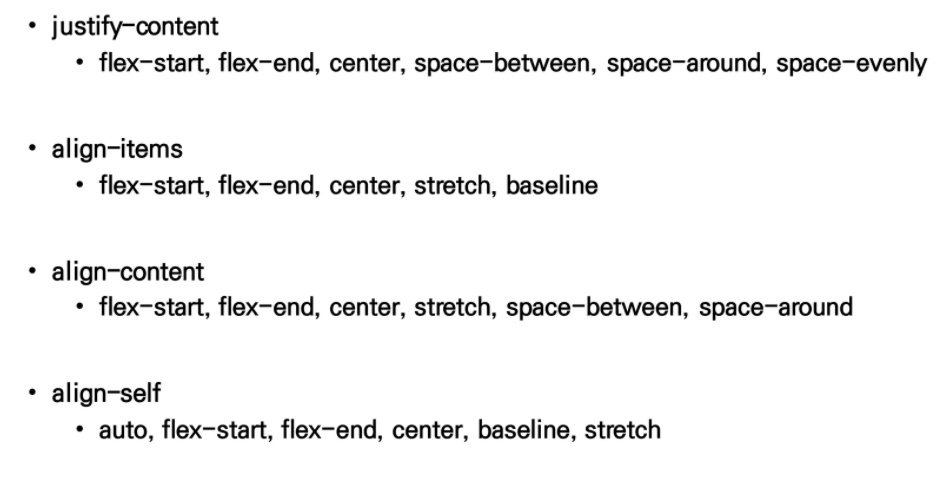 • justify-content
• flex-start, flex-end, center, space-between, space-around, space-evenly
• align-items
• flex-start, flex-end, center, stretch, baseline
• align-content
• flex-start, flex-end, center, stretch, space-between, space-around
• align-self
• auto, flex-start, flex-end, center, baseline, stretch